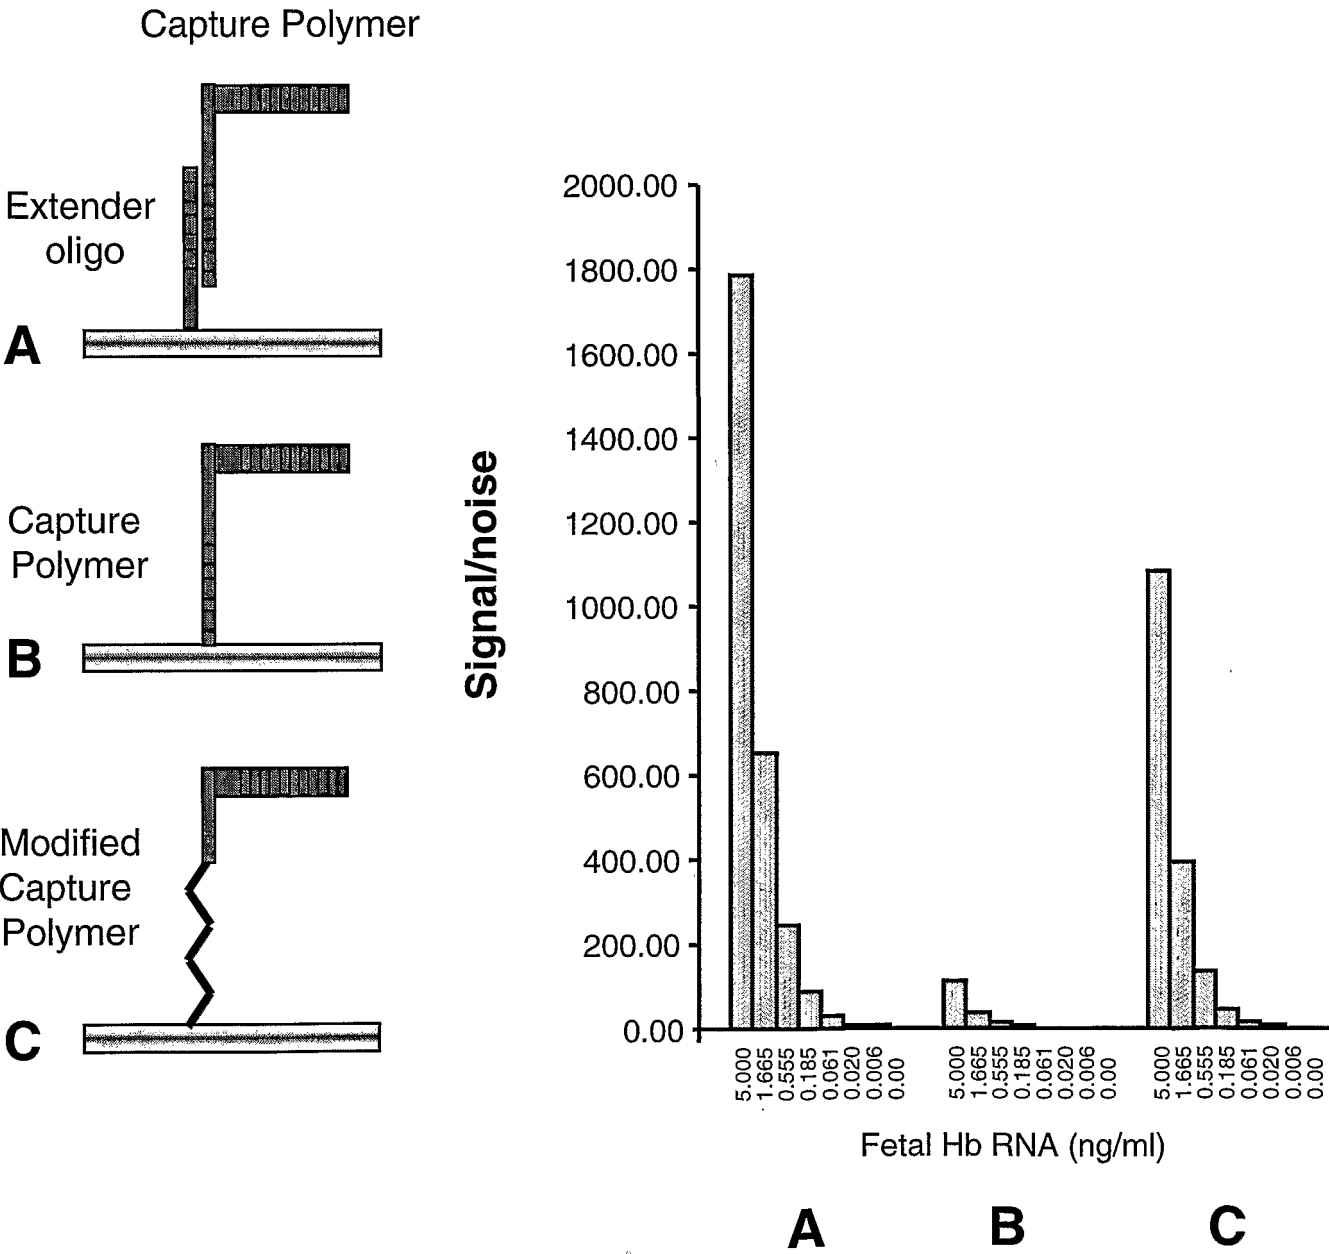 Capture Polymer
Extender
oligo
A
Capture
Polymer
B
Modified
Capture
Polymer
C
Signal/noise
2000.00
1800.00
1600.00
1400.00
1200.00
1000.00
800.00
600.00
400.00
200.00
0.00
5.000
1.665
0.555
0.185
0.061
0.020
0.006
0.00
5.000
1.665
0.555
0.185
0.061
0.020
0.006
0.00
5.000
1.665
0.555
0.185
0.061
0.020
0.006
0.00
Fetal Hb RNA (ng/ml)
A
B
C